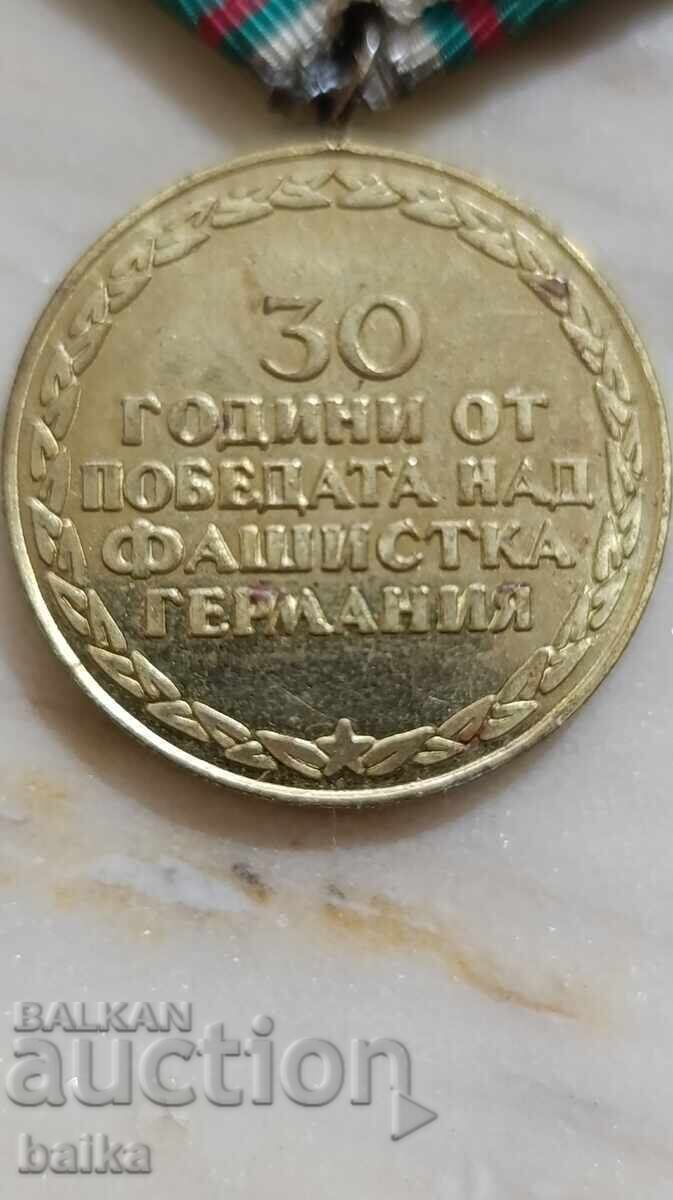 30
ГОДИНИ ОТ
ПОБЕДАТА НАД
ФАШИСТКА
ГЕРМАНИЯ
BALKAN
auction
baika